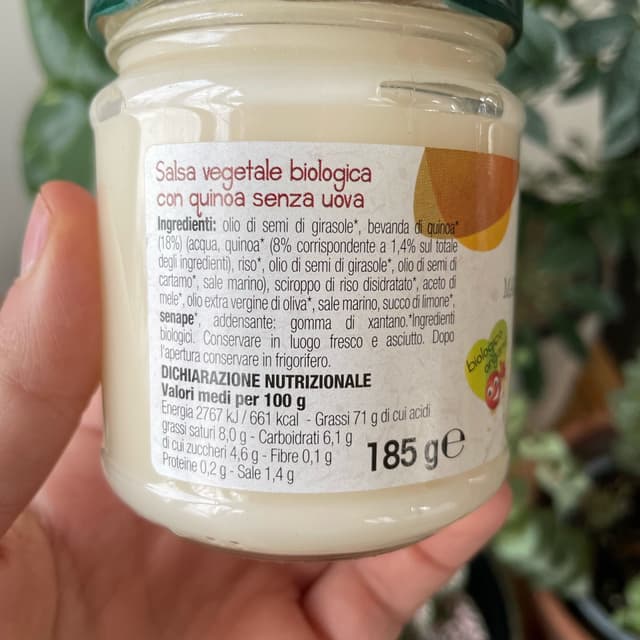 Salsa vegetale biologica
con quinoa senza uova
Ingredienti: olio di semi di girasole*, bevanda di quinoa*
(18%) (acqua, quinoa* (8% corrispondente a 1,4% sul totale
degli ingredienti), riso*, olio di semi di girasole*, olio di semi di
cartamo*, sale marino), sciroppo di riso disidratato*, aceto di
mele*, olio extra vergine di oliva*, sale marino, succo di limone*,
senape*, addensante: gomma di xantano.*Ingredienti
biologici. Conservare in luogo fresco e asciutto. Dopo
l'apertura conservare in frigorifero.
DICHIARAZIONE NUTRIZIONALE
Valori medi per 100 g
Energia 2767 kJ / 661 kcal - Grassi 71 g di cui acidi
grassi saturi 8,0 g - Carboidrati 6,1 g
di cui zuccheri 4,6 g - Fibre 0,1 g
Proteine 0,2 g - Sale 1,4 g
185 g e
biologico